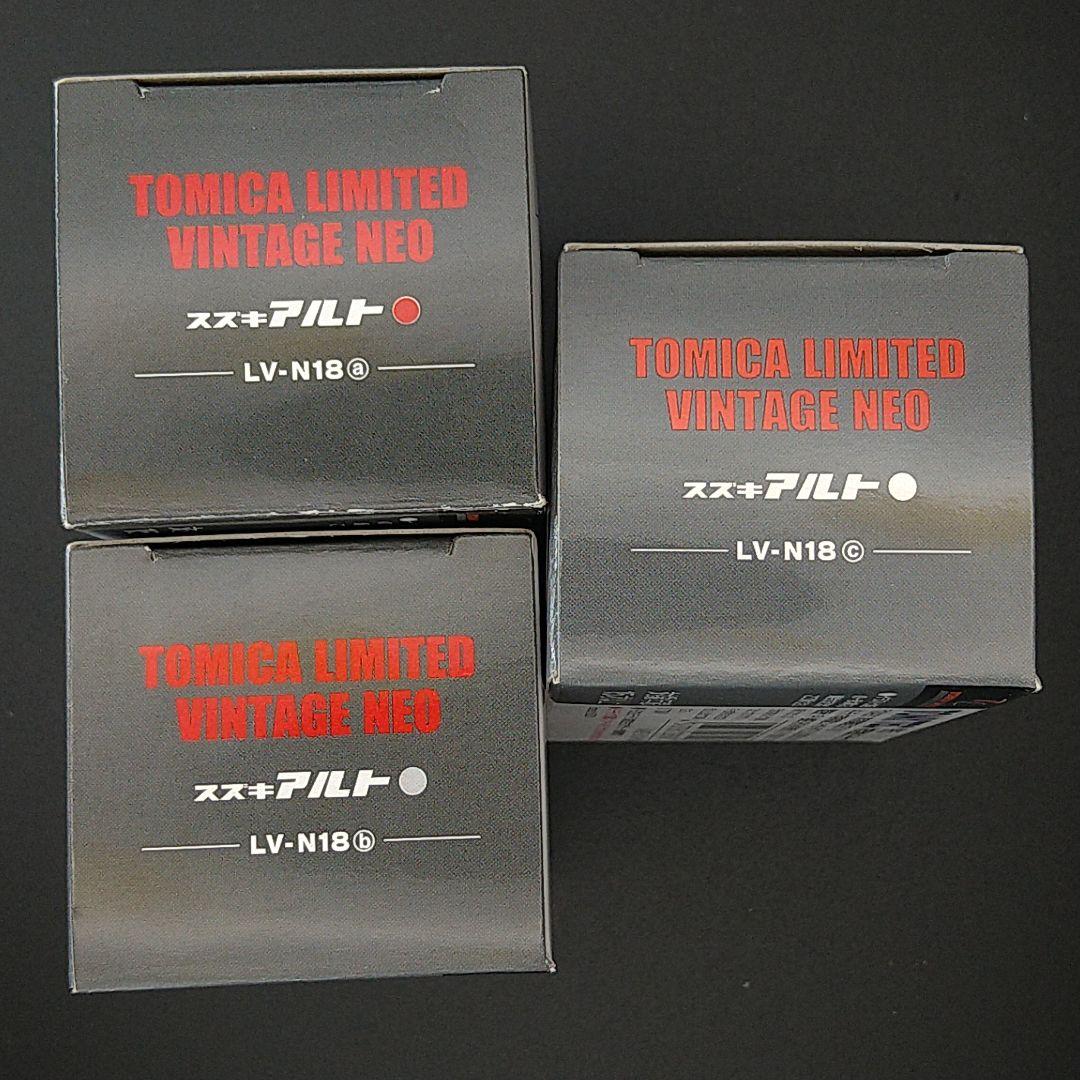 TOMICA LIMITED
VINTAGE NEO
スズキアルト
LV-N18ⓐ
TOMICA LIMITED
VINTAGE NEO
スズキアルト
LV-N18ⓒ
TOMICA LIMITED
VINTAGE NEO
スズキアルト
LV-N18ⓑ